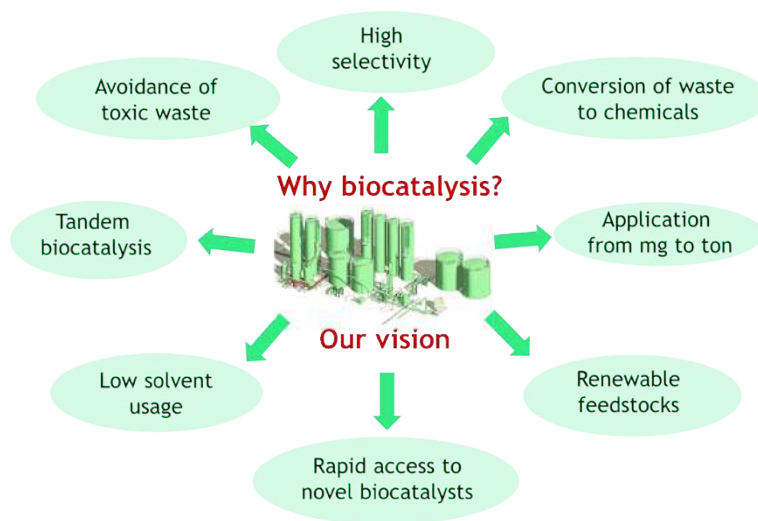 High
selectivity
Avoidance of
toxic waste
Conversion of waste
to chemicals
Why biocatalysis?
Tandem
biocatalysis
Application
from mg to ton
Our vision
Low solvent
usage
Renewable
feedstocks
Rapid access to
novel biocatalysts